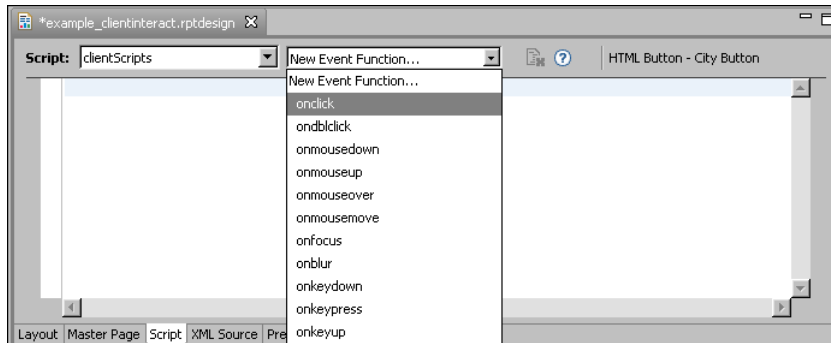 *example_clientinteract.rptdesign
Script: clientScripts New Event Function... HTML Button - City Button
New Event Function...
onclick
ondblclick
onmousedown
onmouseup
onmouseover
onmousemove
onfocus
onblur
onkeydown
onkeypress
onkeyup
Layout Master Page Script XML Source Pre